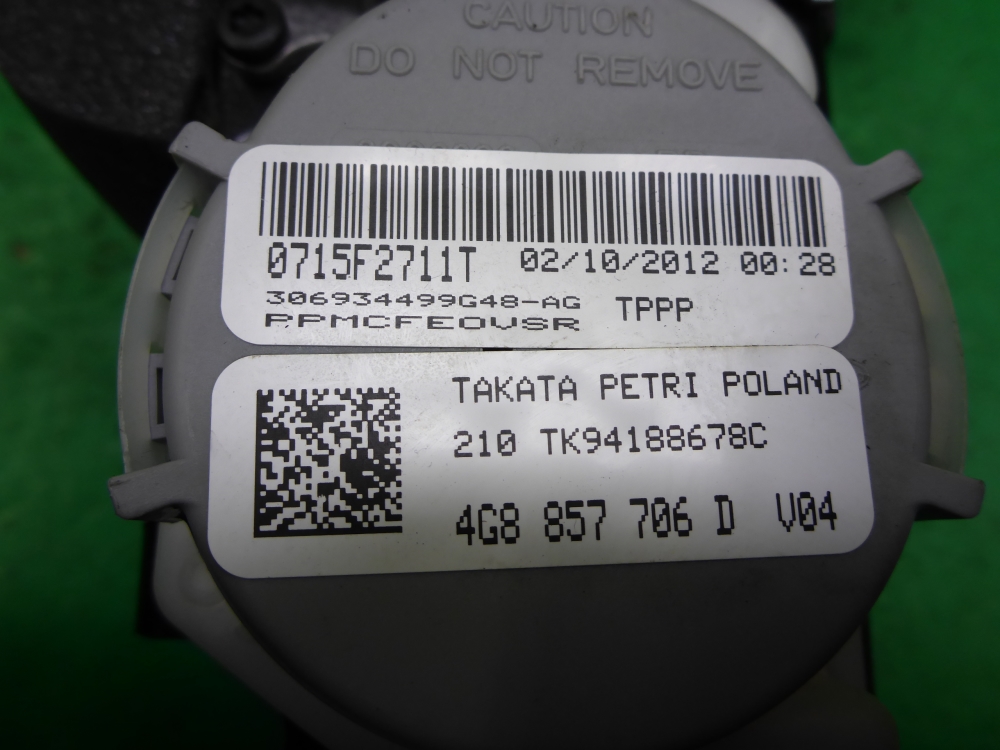 CAUTION
DO NOT REMOVE
0715F2711T 02/10/2012 00:28
306934499G48-AG TPPP
PPMCFEOVSR
TAKATA PETRI POLAND
210 TK94188678C
4G8 857 706 D V04